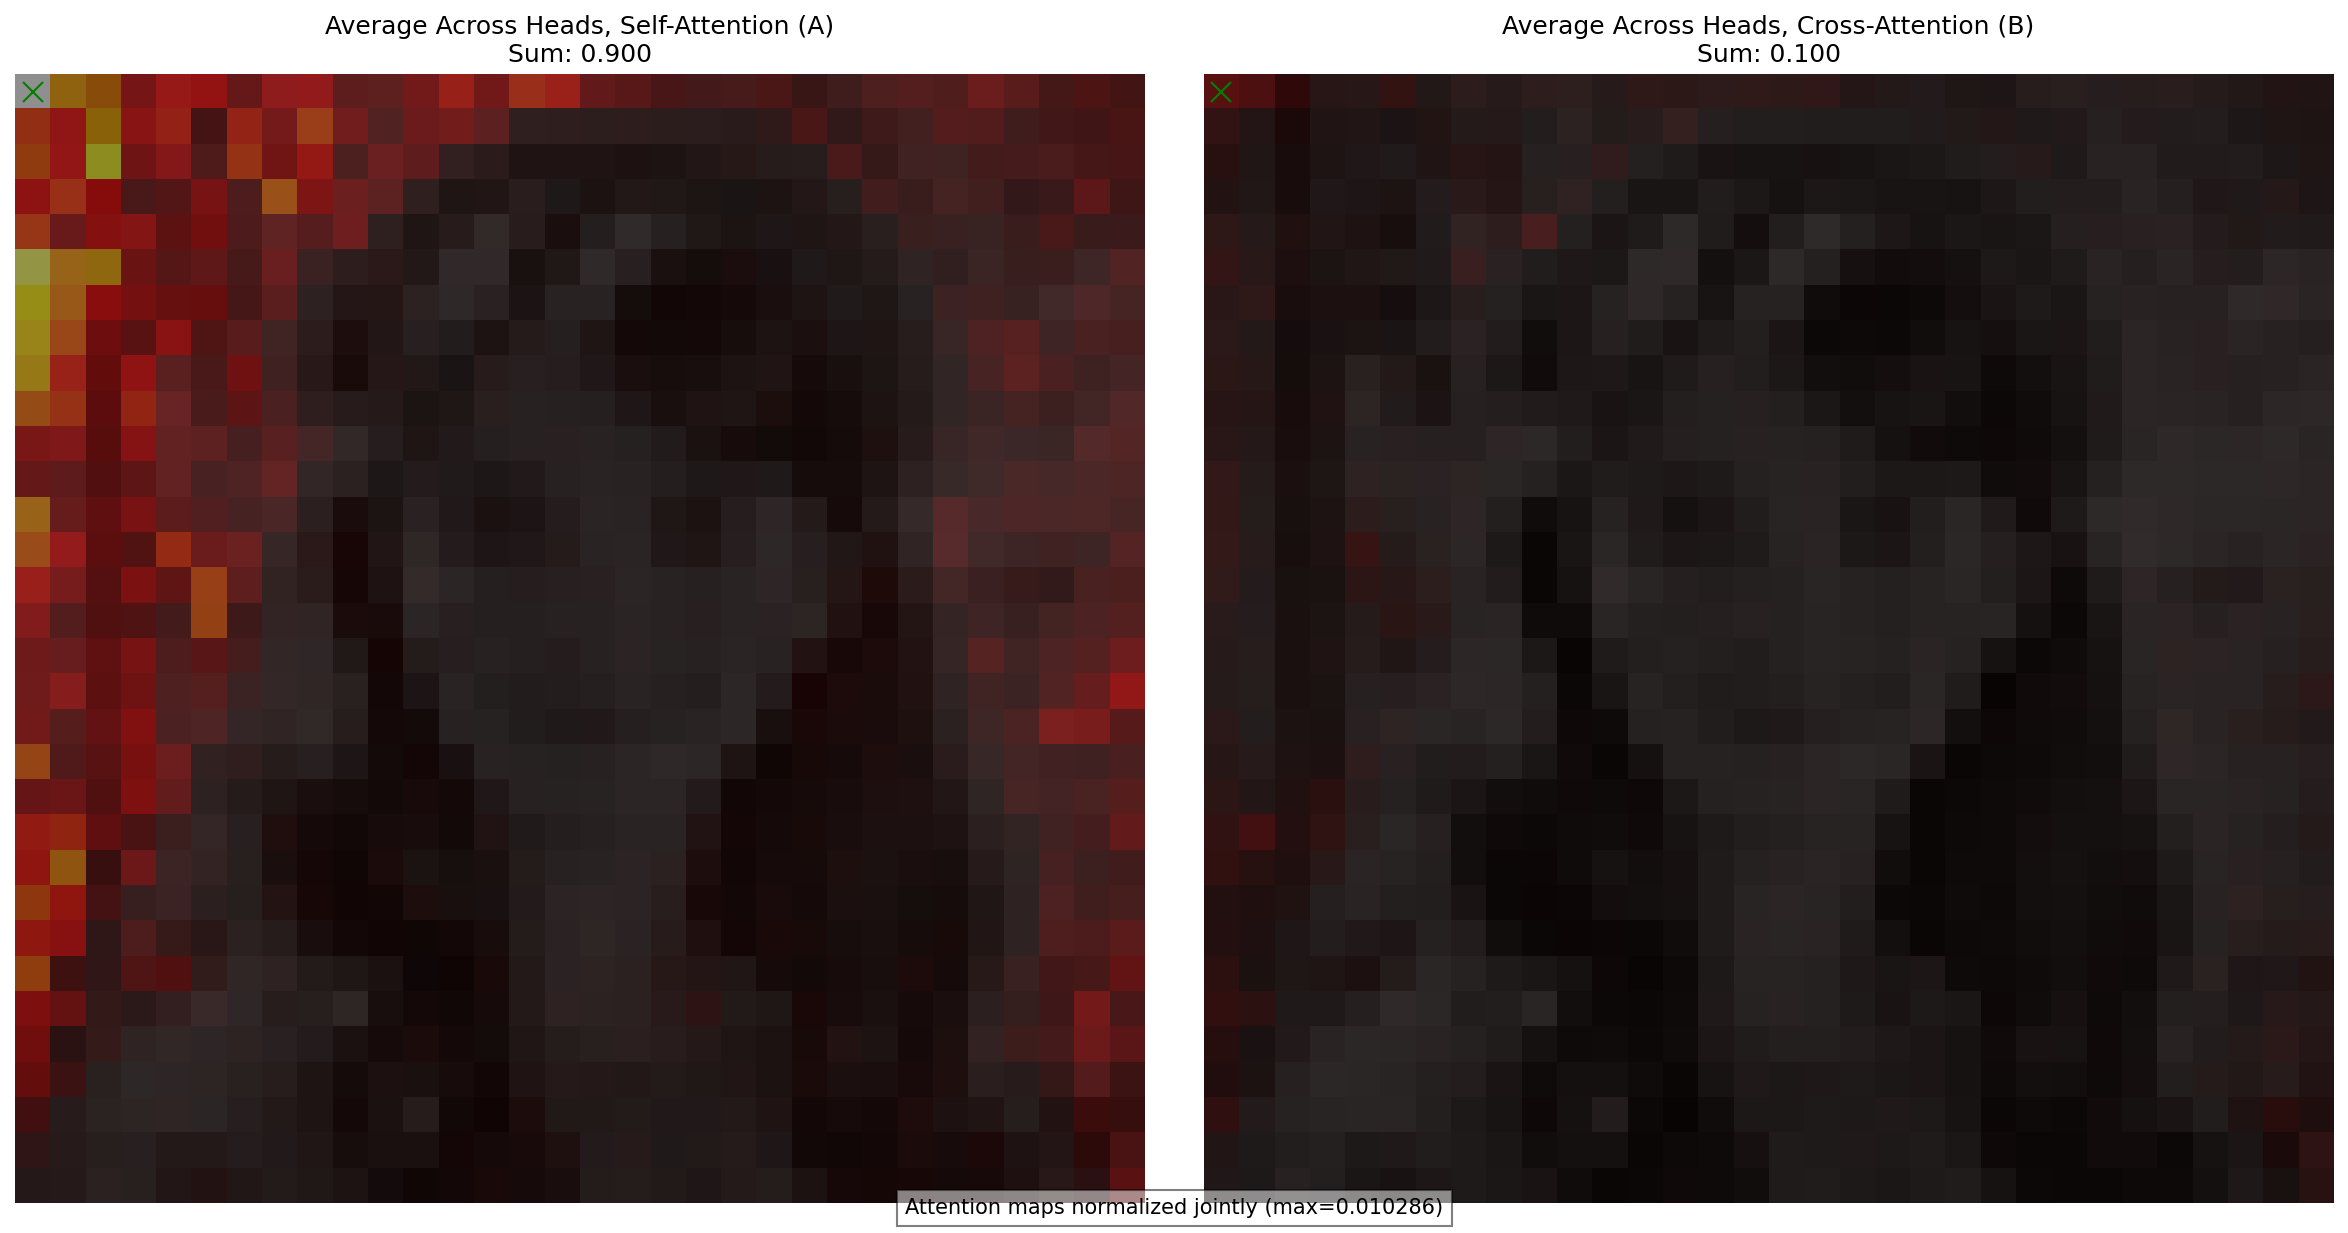 Average Across Heads, Self-Attention (A)
Sum: 0.900
Average Across Heads, Cross-Attention (B)
Sum: 0.100
Attention maps normalized jointly (max=0.010286)